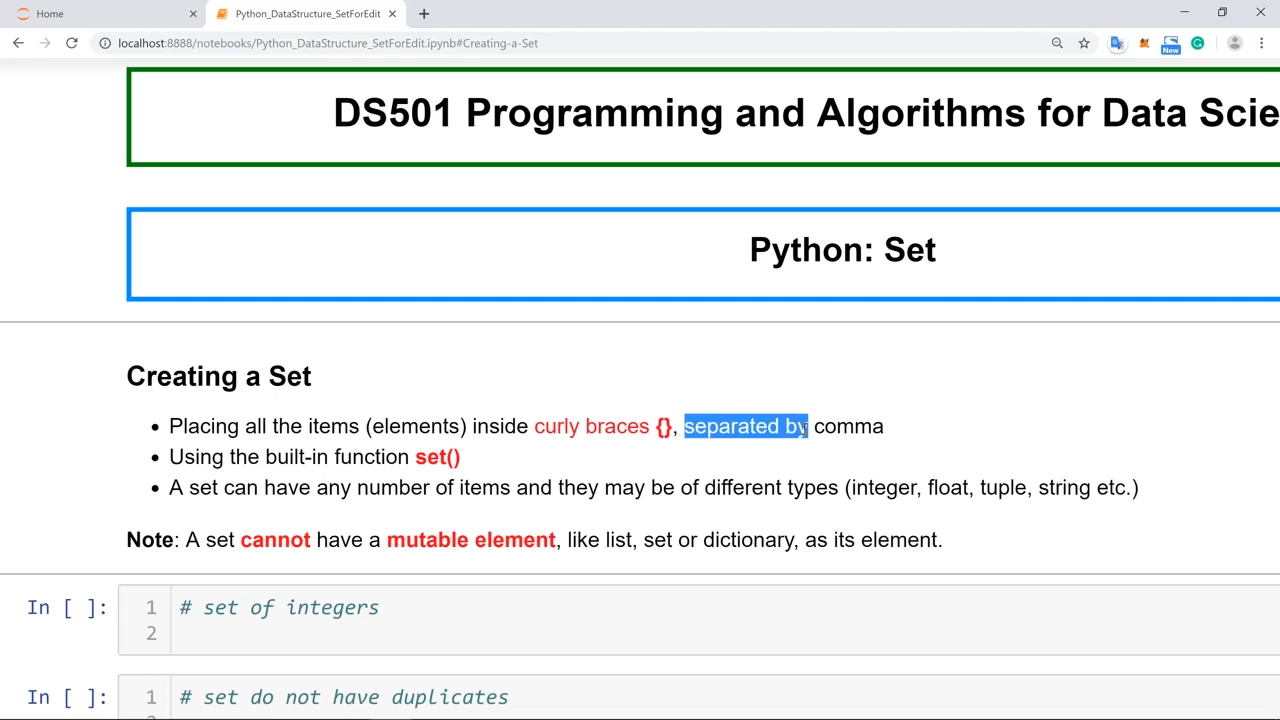 Home
Python_DataStructure_SetForEdit
localhost:8888/notebooks/Python_DataStructure_SetForEdit.ipynb#Creating-a-Set
New
DS501 Programming and Algorithms for Data Scie
Python: Set
Creating a Set
• Placing all the items (elements) inside curly braces {}, separated by comma
• Using the built-in function set()
• A set can have any number of items and they may be of different types (integer, float, tuple, string etc.)
Note: A set cannot have a mutable element, like list, set or dictionary, as its element.
In [ ]: 1 # set of integers
2
In [ ]: 1 # set do not have duplicates